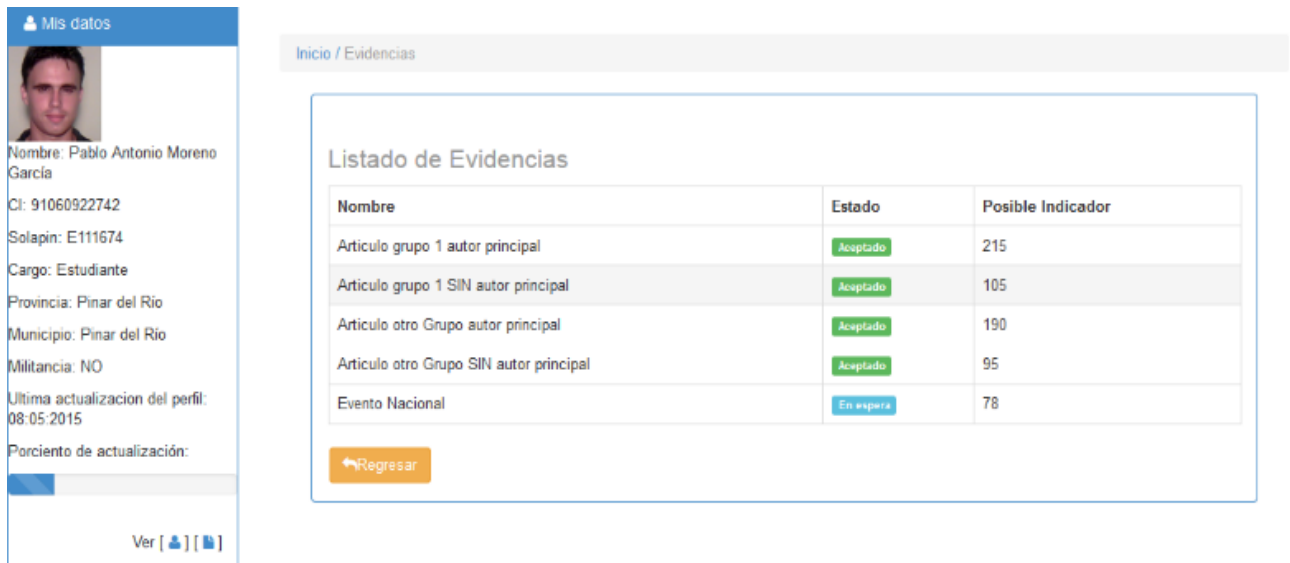 Mis datos
Nombre: Pablo Antonio Moreno
García
CI: 91060922742
Solapin: E111674
Cargo: Estudiante
Provincia: Pinar del Río
Municipio: Pinar del Río
Militancia: NO
Ultima actualizacion del perfil:
08:05:2015
Porciento de actualización:
Ver [ ] [ ]
Inicio / Evidencias
Listado de Evidencias
Nombre Estado Posible Indicador
Articulo grupo 1 autor principal Aceptado 215
Articulo grupo 1 SIN autor principal Aceptado 105
Articulo otro Grupo autor principal Aceptado 190
Articulo otro Grupo SIN autor principal Aceptado 95
Evento Nacional En espera 78
Regresar